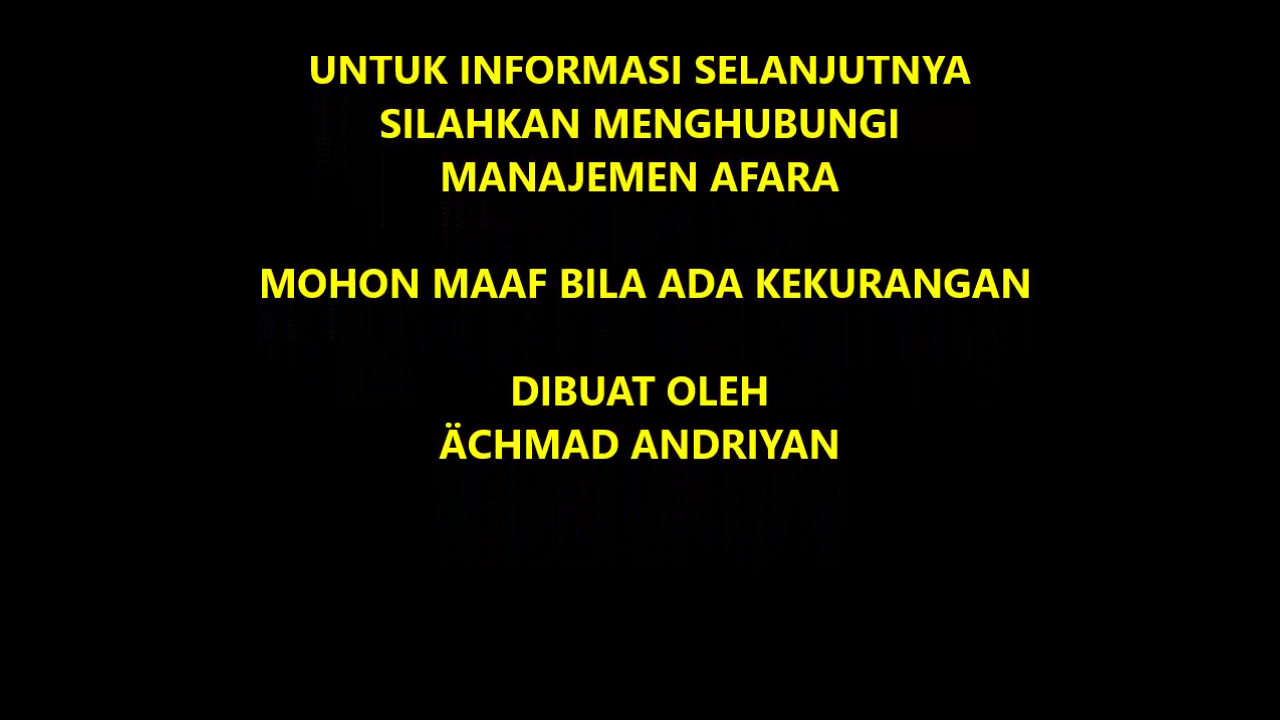 UNTUK INFORMASI SELANJUTNYA
SILAHKAN MENGHUBUNGI
MANAJEMEN AFARA
MOHON MAAF BILA ADA KEKURANGAN
DIBUAT OLEH
ÄCHMAD ANDRIYAN